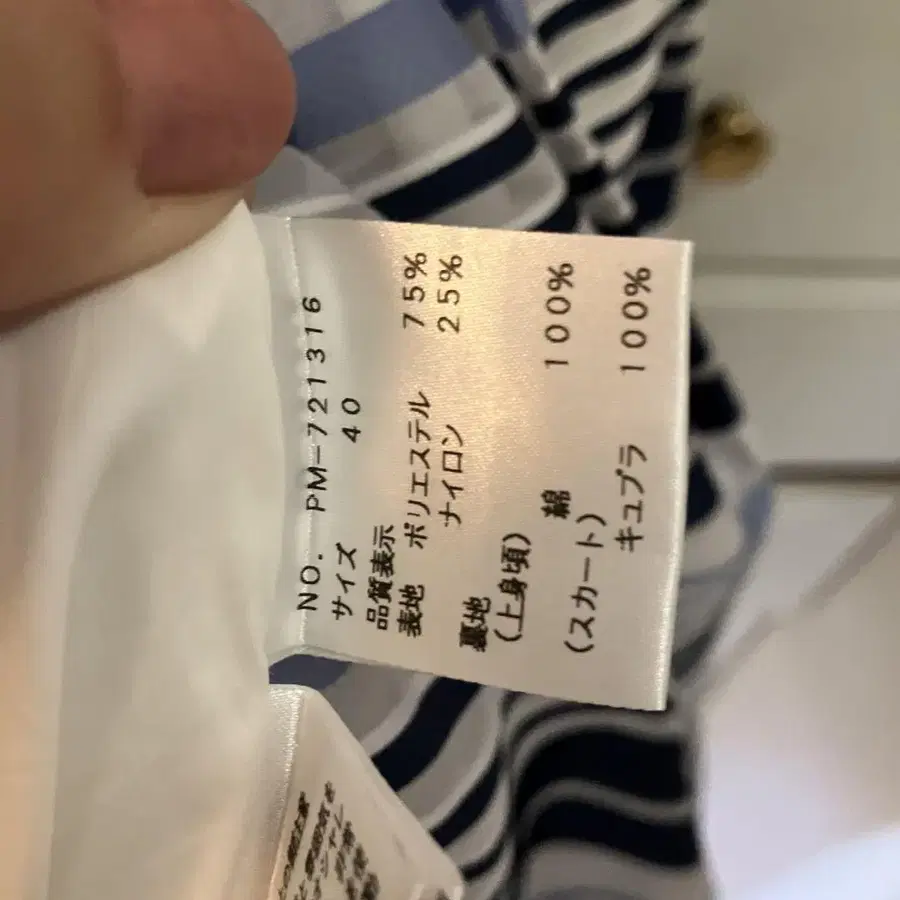 NO. PM-721316
サイズ 40
品質表示
表地 ポリエステル 75%
ナイロン 25%
裏地
(上身頃) 綿 100%
(スカート)
キュプラ 100%